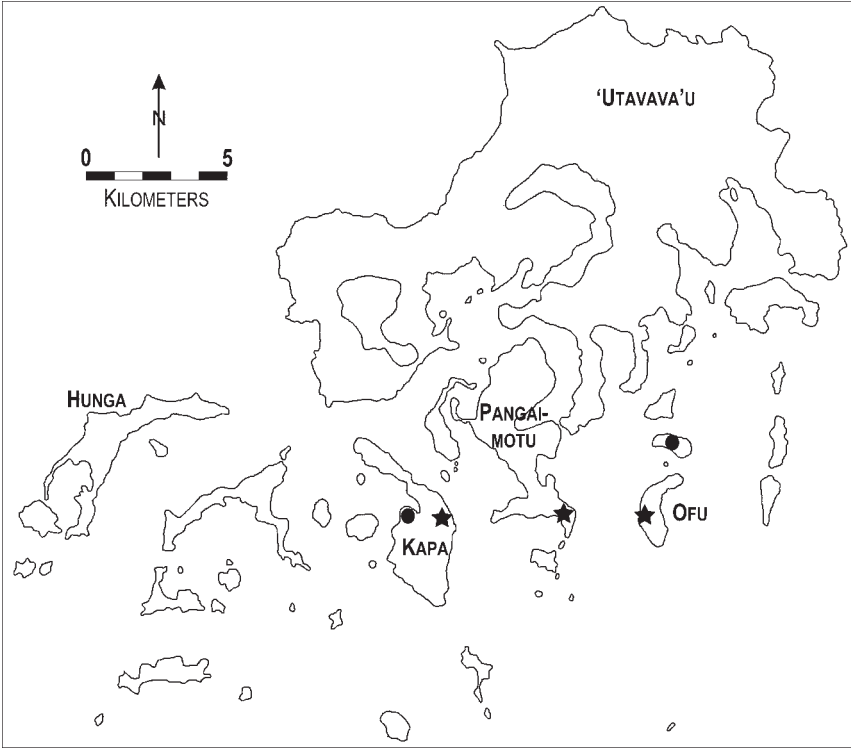 ‘UTAVAVA’U
N
0 5
KILOMETERS
HUNGA
PANGAI-
MOTU
OFU
KAPA